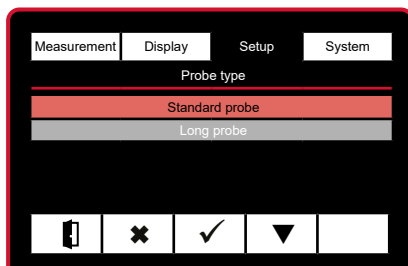 Measurement Display Setup System
Probe type
Standard probe
Long probe